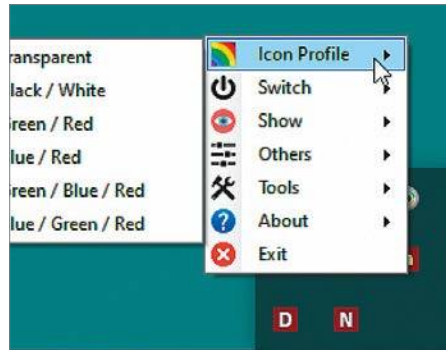 ransparent
lack / White
reen / Red
lue / Red
reen / Blue / Red
lue / Green / Red
Icon Profile
Switch
Show
Others
Tools
About
Exit
D
N